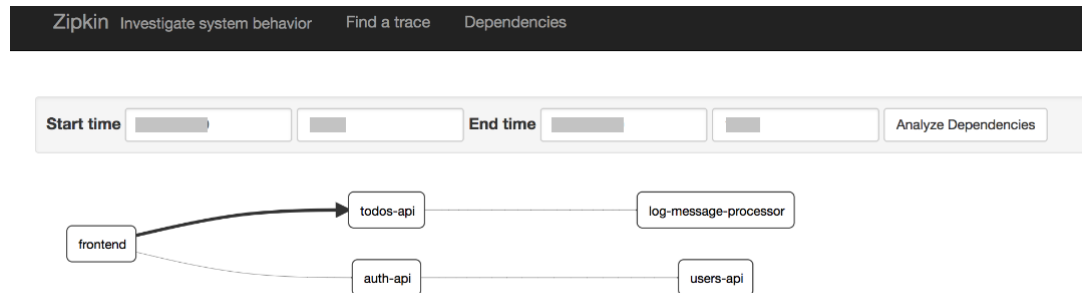 Zipkin Investigate system behavior Find a trace Dependencies
Start time End time Analyze Dependencies
todos-api log-message-processor
frontend
auth-api users-api